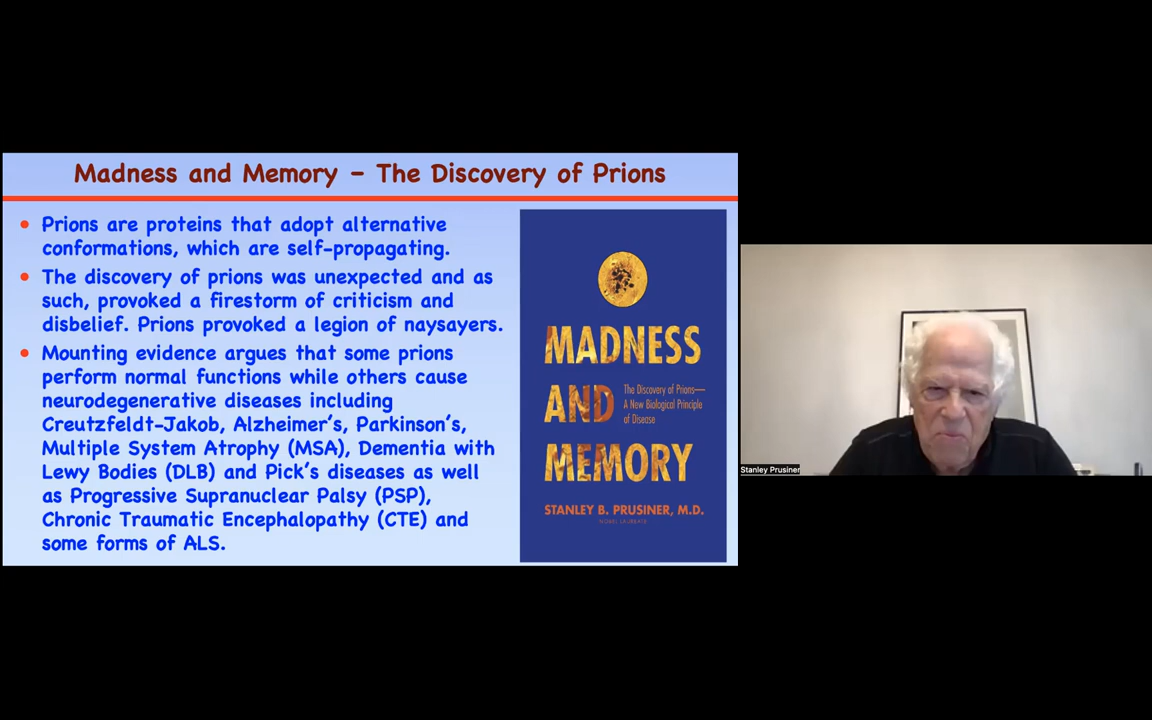 Madness and Memory – The Discovery of Prions
• Prions are proteins that adopt alternative
conformations, which are self-propagating.
• The discovery of prions was unexpected and as
such, provoked a firestorm of criticism and
disbelief. Prions provoked a legion of naysayers.
• Mounting evidence argues that some prions
perform normal functions while others cause
neurodegenerative diseases including
Creutzfeldt-Jakob, Alzheimer's, Parkinson's,
Multiple System Atrophy (MSA), Dementia with
Lewy Bodies (DLB) and Pick's diseases as well
as Progressive Supranuclear Palsy (PSP),
Chronic Traumatic Encephalopathy (CTE) and
some forms of ALS.
MADNESS
AND
The Discovery of Prions—
A New Biological Principle
of Disease
MEMORY
STANLEY B. PRUSINER, M.D.
NOBEL LAUREATE
Stanley Prusiner